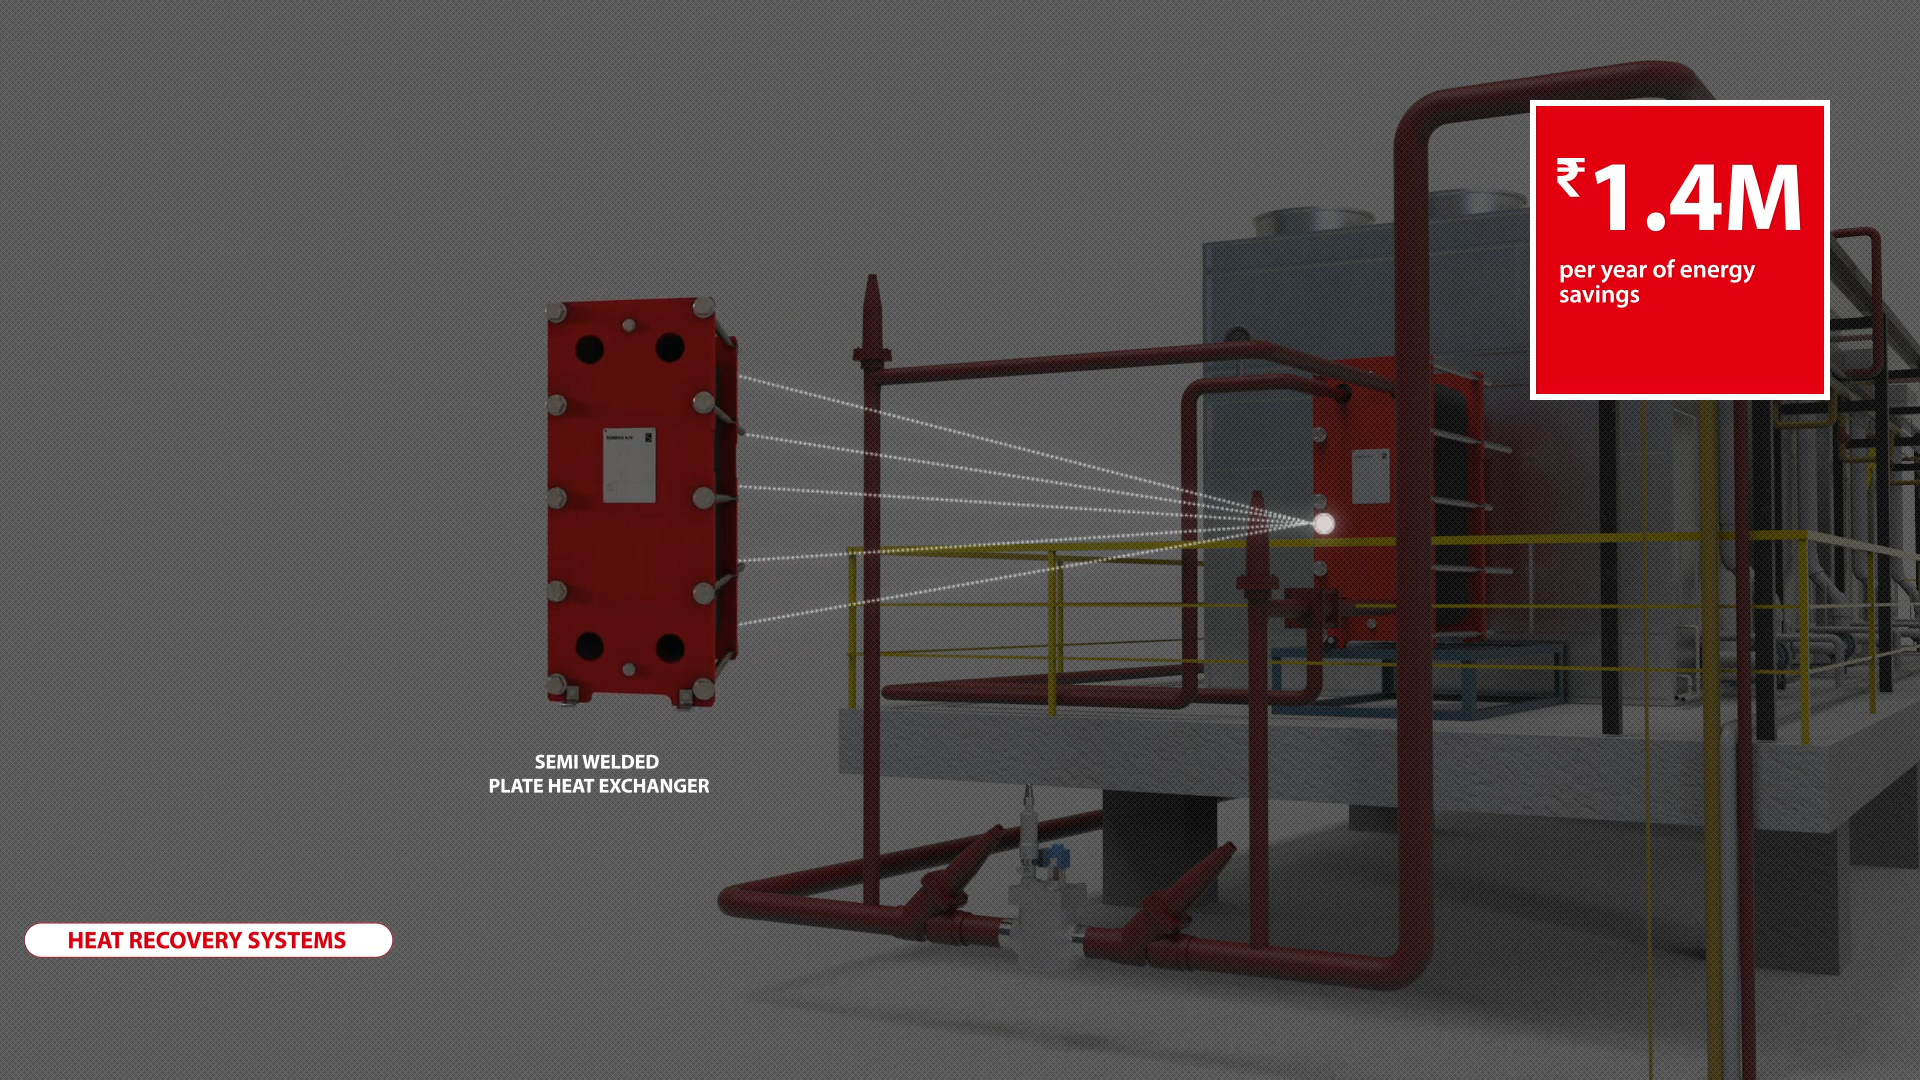 ₹1.4M
per year of energy
savings
SEMI WELDED
PLATE HEAT EXCHANGER
HEAT RECOVERY SYSTEMS